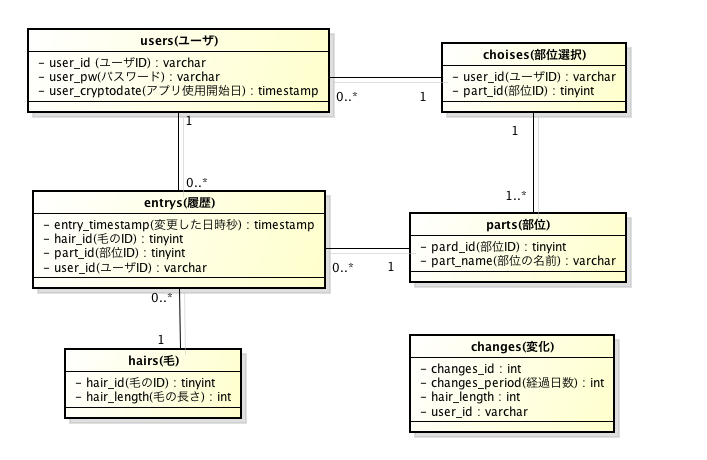 users(ユーザ)
- user_id (ユーザID) : varchar
- user_pw(パスワード) : varchar
- user_cryptodate(アプリ使用開始日) : timestamp
choises(部位選択)
- user_id(ユーザID) : varchar
- part_id(部位ID) : tinyint
0..*
1
1
0..*
1
1..*
entrys(履歴)
- entry_timestamp(変更した日時秒) : timestamp
- hair_id(毛のID) : tinyint
- part_id(部位ID) : tinyint
- user_id(ユーザID) : varchar
parts(部位)
- pard_id(部位ID) : tinyint
- part_name(部位の名前) : varchar
0..*
1
0..*
1
hairs(毛)
- hair_id(毛のID) : tinyint
- hair_length(毛の長さ) : int
changes(変化)
- changes_id : int
- changes_period(経過日数) : int
- hair_length : int
- user_id : varchar